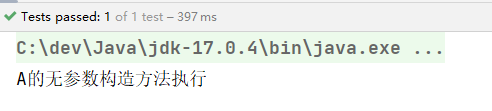 Tests passed: 1 of 1 test – 397 ms
C:\dev\Java\jdk-17.0.4\bin\java.exe ...
A的无参数构造方法执行